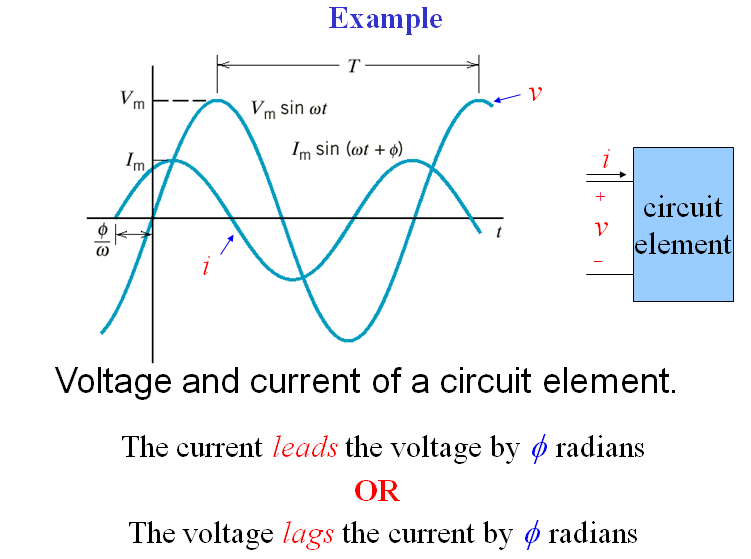 Example
T
Vm
Vm sin ωt
v
Im
Im sin (ωt + ϕ)
i
+
circuit
ϕ
ω
t
v
element
i
−
Voltage and current of a circuit element.
The current leads the voltage by ϕ radians
OR
The voltage lags the current by ϕ radians